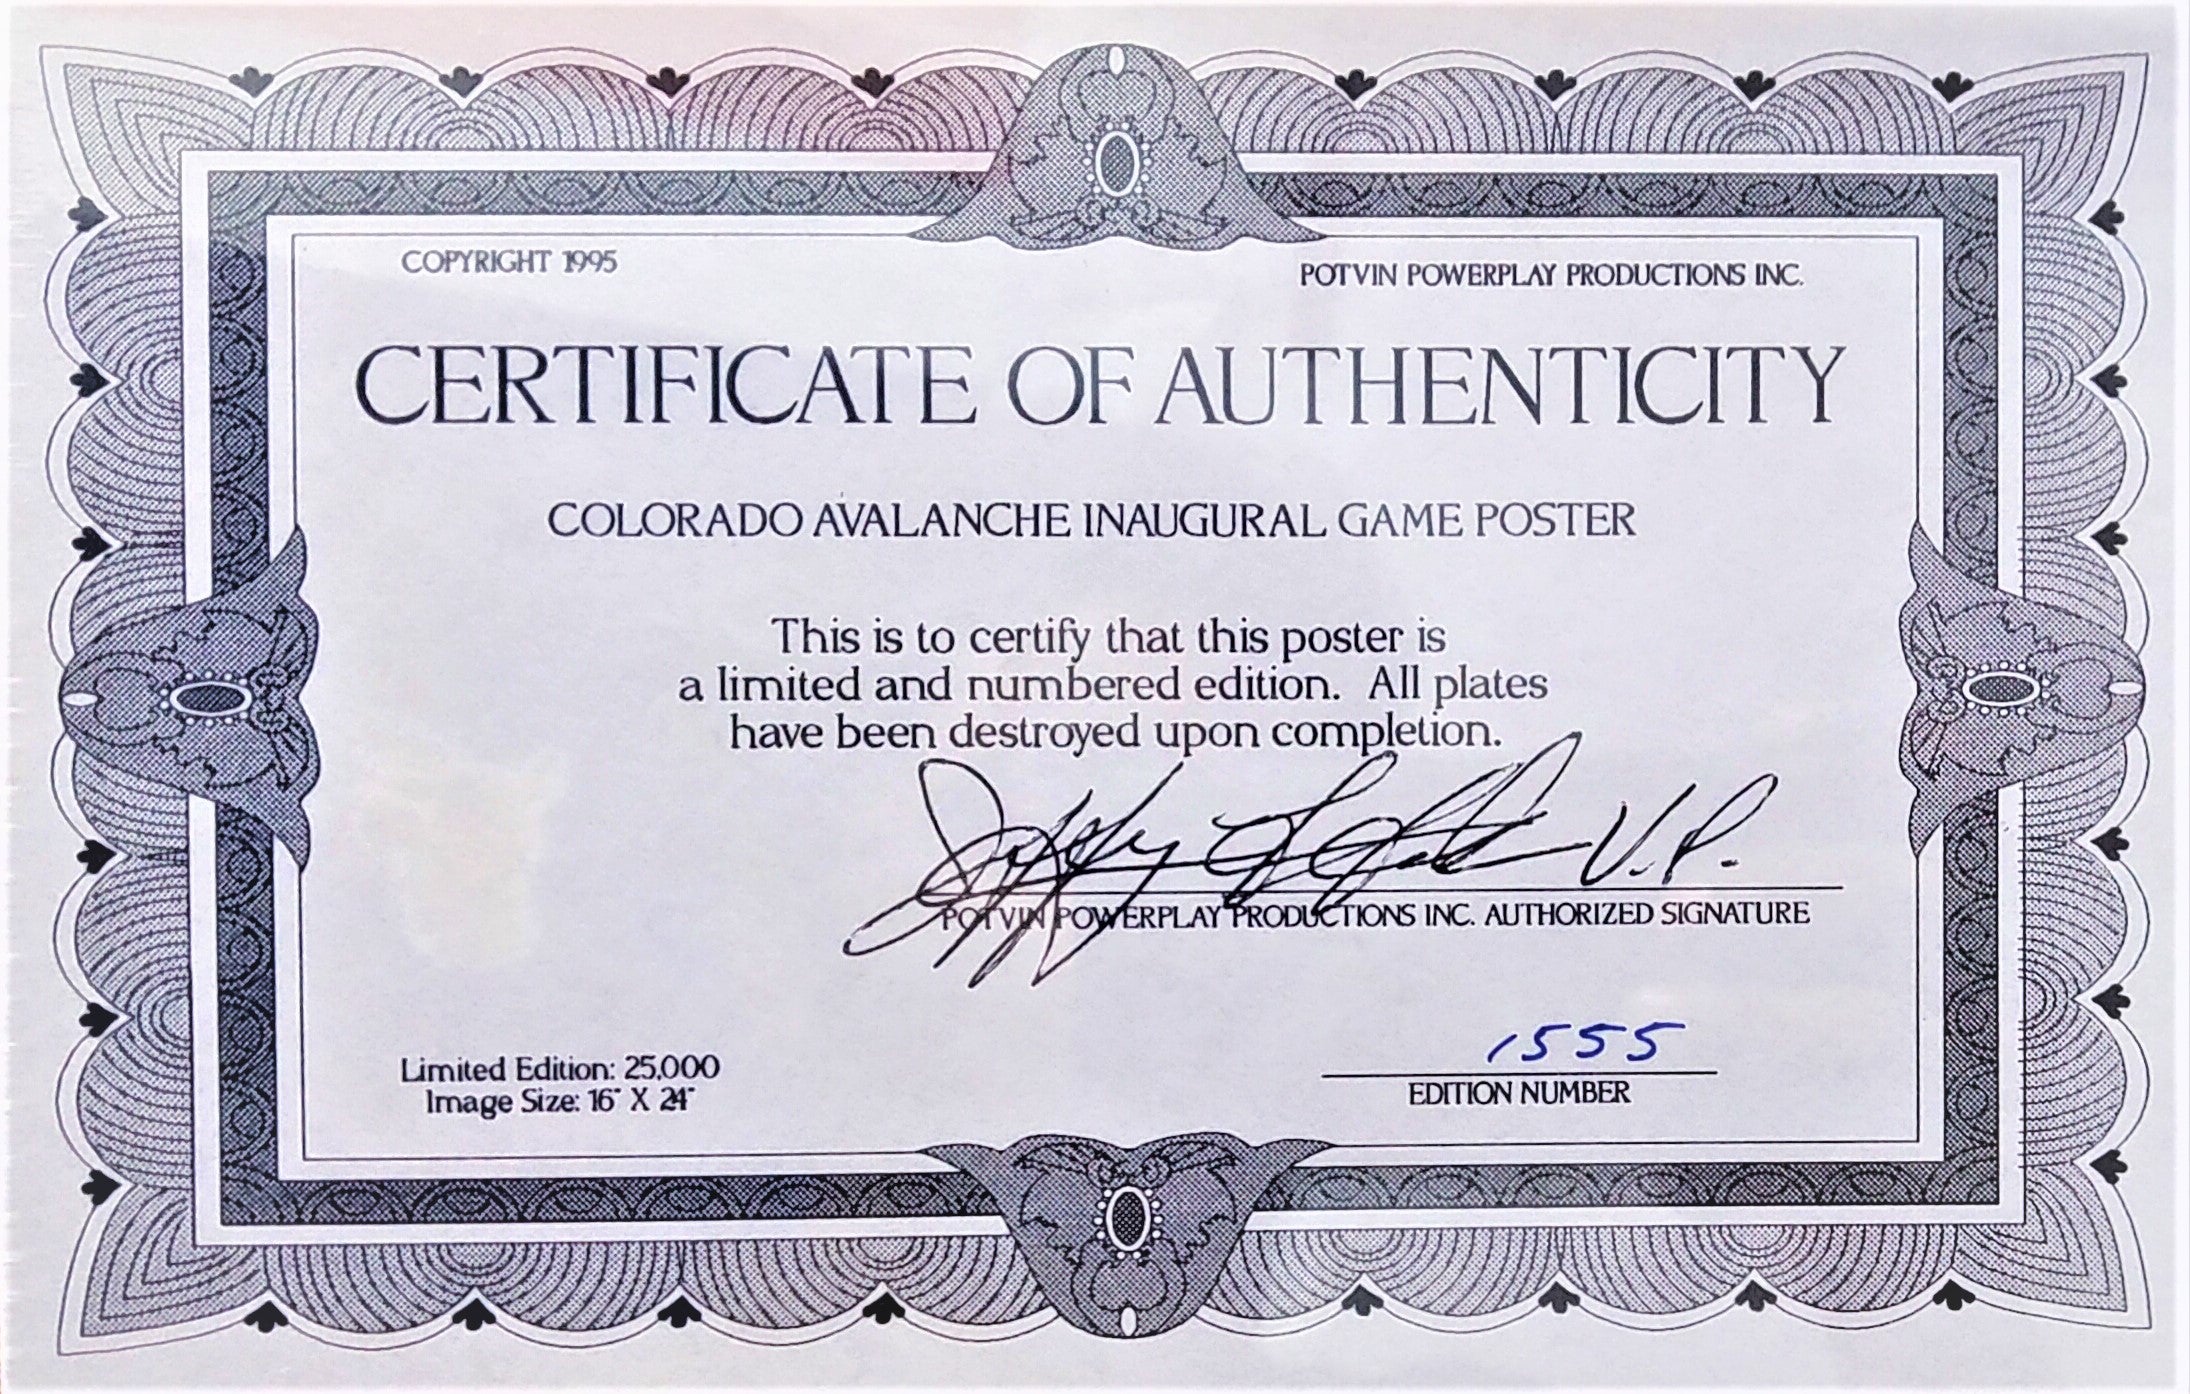 COPYRIGHT 1995
POTVIN POWERPLAY PRODUCTIONS INC.
CERTIFICATE OF AUTHENTICITY
COLORADO AVALANCHE INAUGURAL GAME POSTER
This is to certify that this poster is
a limited and numbered edition. All plates
have been destroyed upon completion.
V.P.
POTVIN POWERPLAY PRODUCTIONS INC. AUTHORIZED SIGNATURE
1555
Limited Edition: 25,000
EDITION NUMBER
Image Size: 16" X 24"